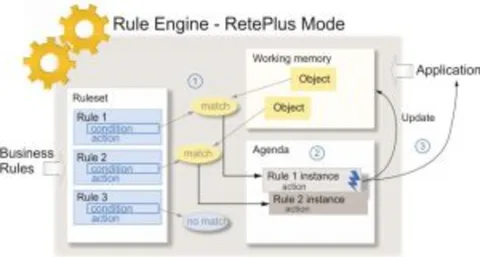 Rule Engine - RetePlus Mode
Working memory
Object
Object
1
match
match
no match
Ruleset
Rule 1
condition
action
Rule 2
condition
action
Rule 3
condition
action
Business
Rules
Agenda
2
Rule 1 instance
action
Rule 2 instance
action
Application
Update
3